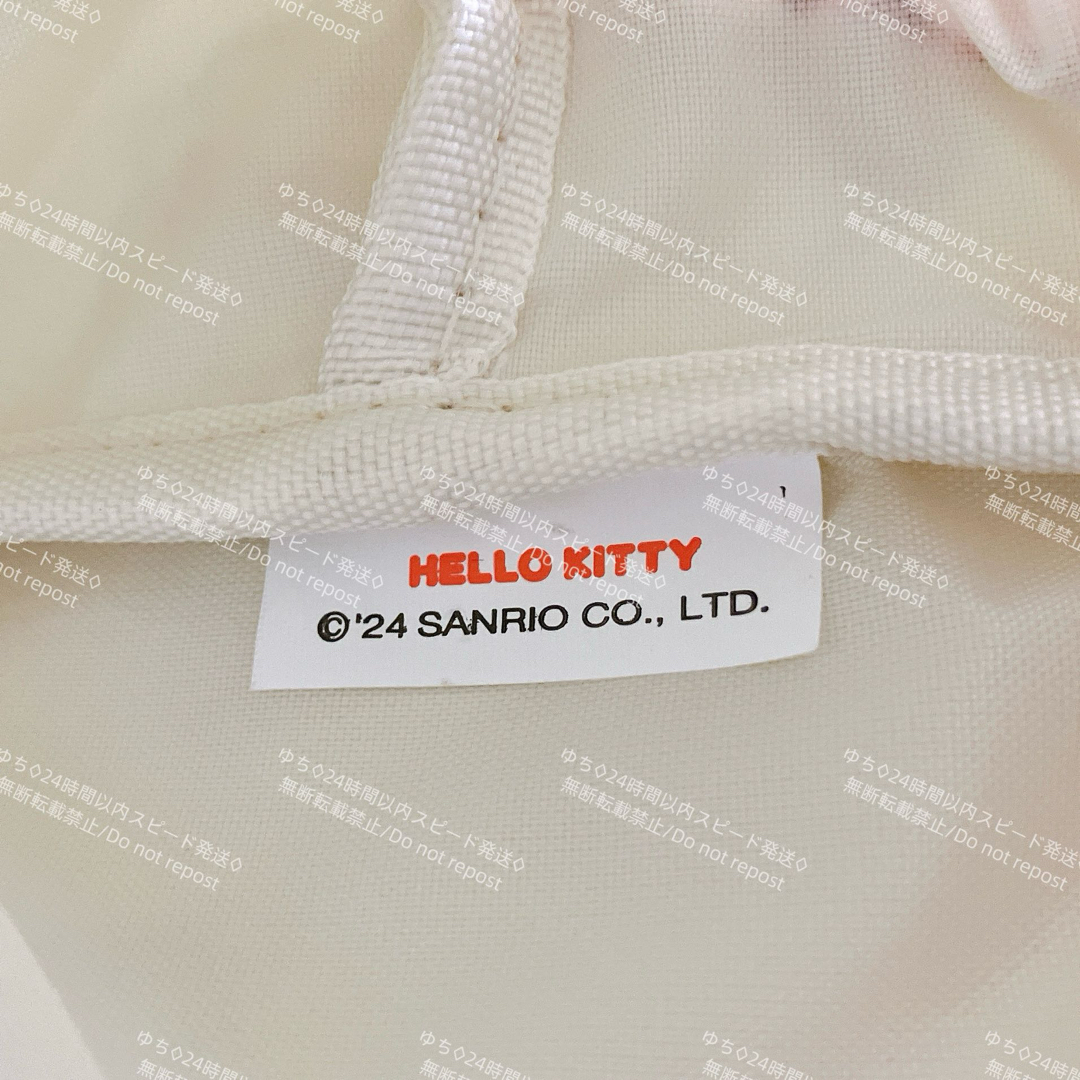 ゆち◊24時間以内スピード発送◊
無断転載禁止/Do not repost
HELLO KITTY
©'24 SANRIO CO., LTD.